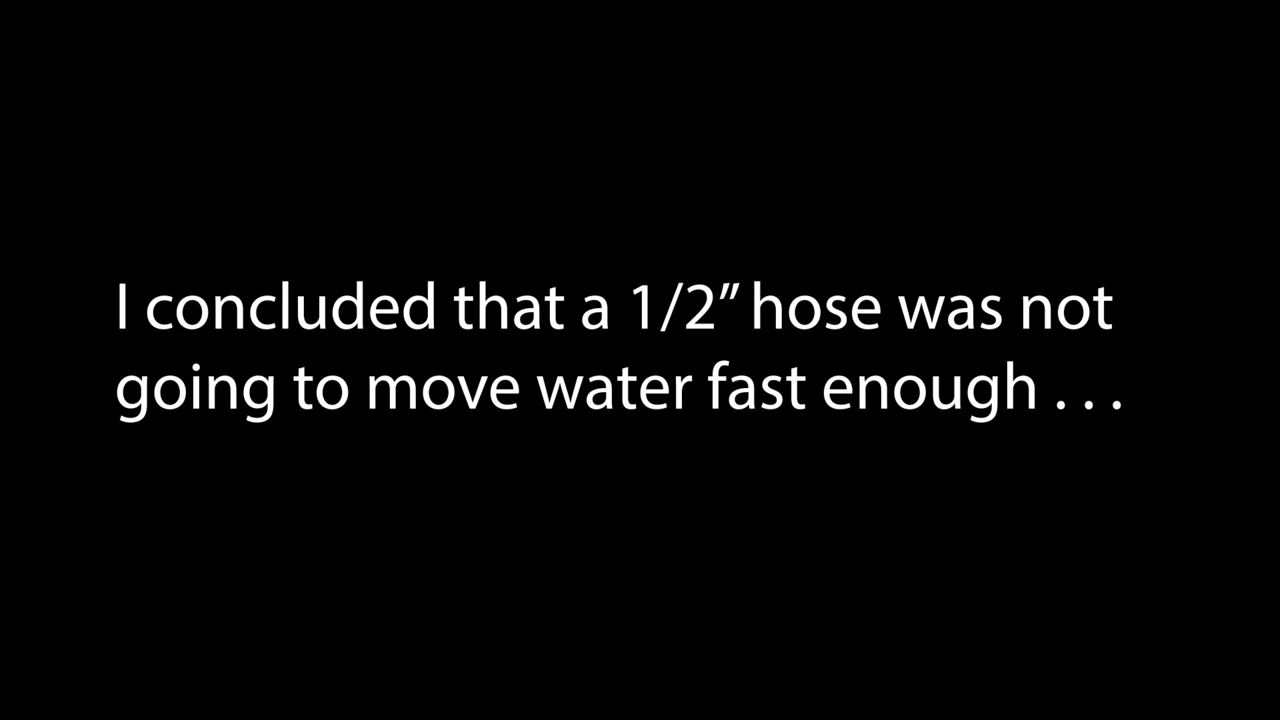 I concluded that a 1/2” hose was not
going to move water fast enough . . .